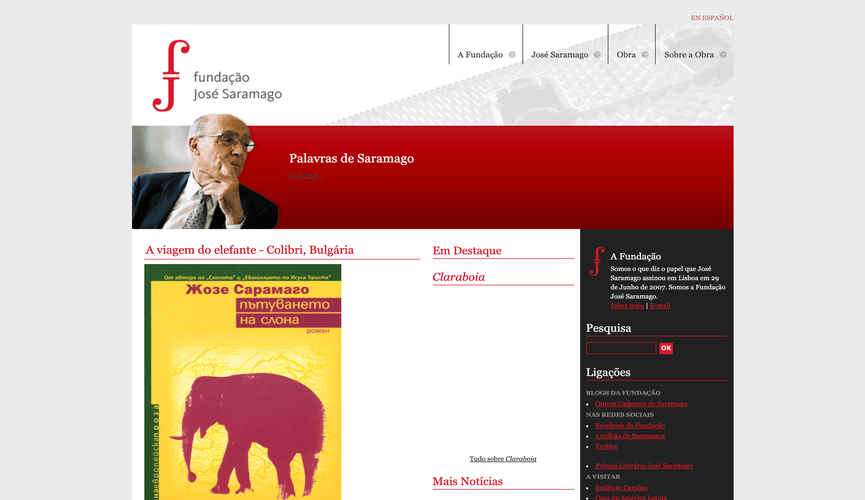 EN ESPAÑOL
fundação
José Saramago
A Fundação
José Saramago
Obra
Sobre a Obra
Palavras de Saramago
A viagem do elefante - Colibri, Bulgária
От автора на „Слепота“ и „Евангелието по Исуса Христа“
Жозе Сарамаго
пътуването
на слона
роман
Em Destaque
Claraboia
Tudo sobre Claraboia
Mais Notícias
A Fundação
Somos o que diz o papel que José
Saramago assinou em Lisboa em 29
de Junho de 2007. Somos a Fundação
José Saramago.
Saber mais | E-mail
Pesquisa
OK
Ligações
BLOGS DA FUNDAÇÃO
Outros Cadernos de Saramago
NAS REDES SOCIAIS
Facebook da Fundação
1 milhão de Saramagos
Twitter
Prémio Literário José Saramago
A VISITAR
Instituto Camões
Casa da América Latina